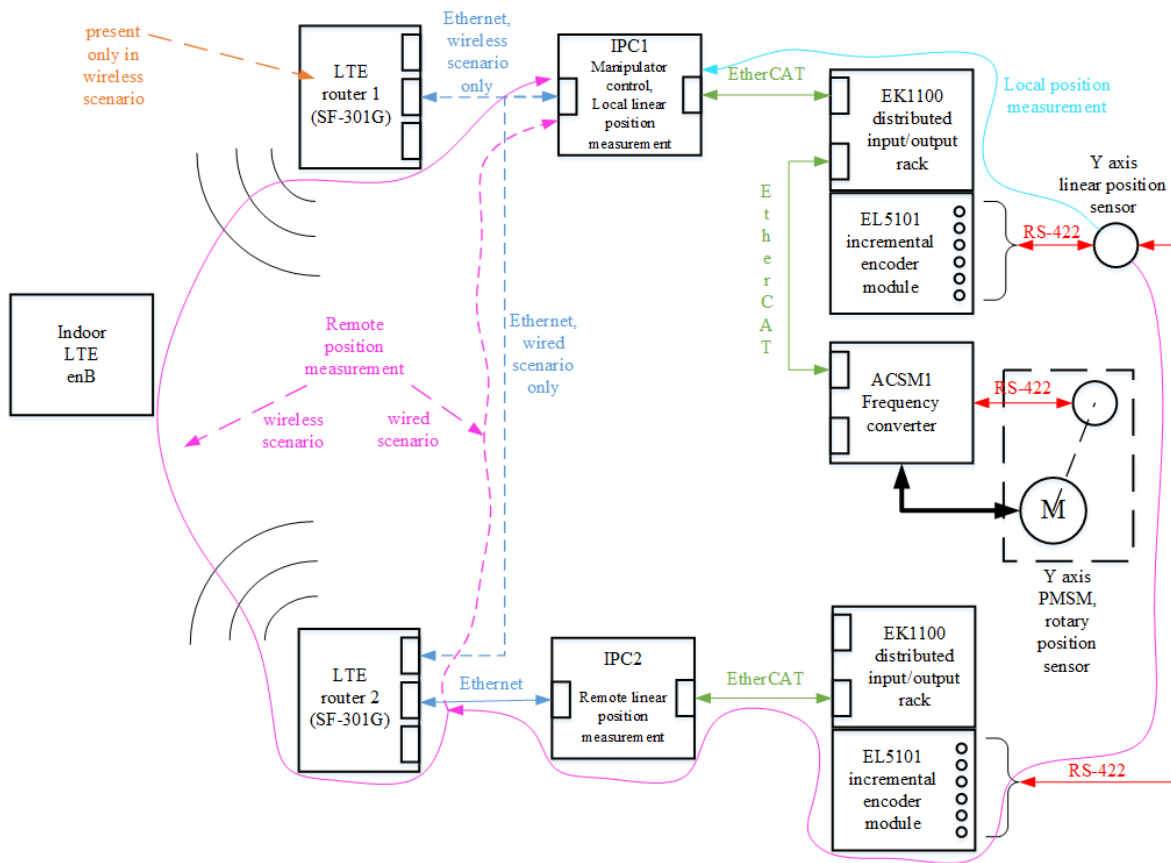 present
only in
wireless
scenario
LTE
router 1
(SF-301G)
Ethernet,
wireless
scenario
only
IPC1
Manipulator
control,
Local linear
position
measurement
EtherCAT
EK1100
distributed
input/output
rack
Local position
measurement
Y axis
linear position
sensor
EL5101
incremental
encoder
module
RS-422
E
t
h
e
r
C
A
T
Indoor
LTE
enB
Remote
position
measurement
wireless
scenario
wired
scenario
Ethernet,
wired
scenario
only
ACSM1
Frequency
converter
RS-422
M
Y axis
PMSM,
rotary
position
sensor
LTE
router 2
(SF-301G)
Ethernet
IPC2
Remote linear
position
measurement
EtherCAT
EK1100
distributed
input/output
rack
EL5101
incremental
encoder
module
RS-422